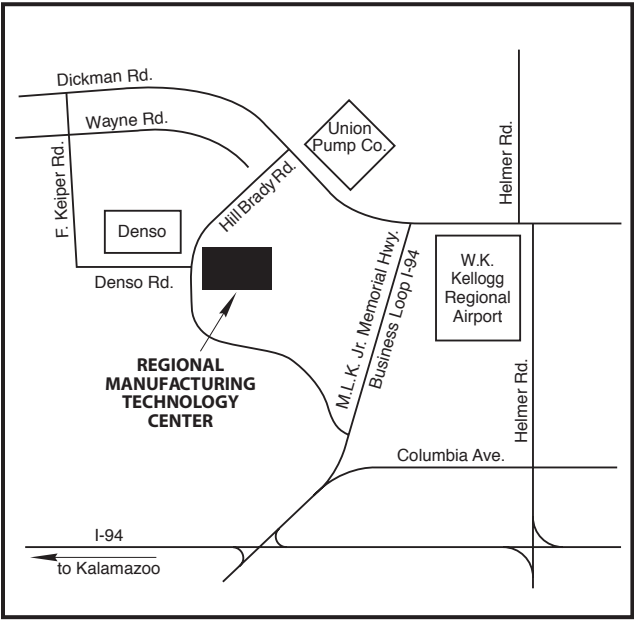 Dickman Rd.
Wayne Rd.
F. Keiper Rd.
Union
Pump Co.
Helmer Rd.
Hill Brady Rd.
Denso
Denso Rd.
M.L.K. Jr. Memorial Hwy.
Business Loop I-94
W.K.
Kellogg
Regional
Airport
REGIONAL
MANUFACTURING
TECHNOLOGY
CENTER
Helmer Rd.
Columbia Ave.
I-94
to Kalamazoo